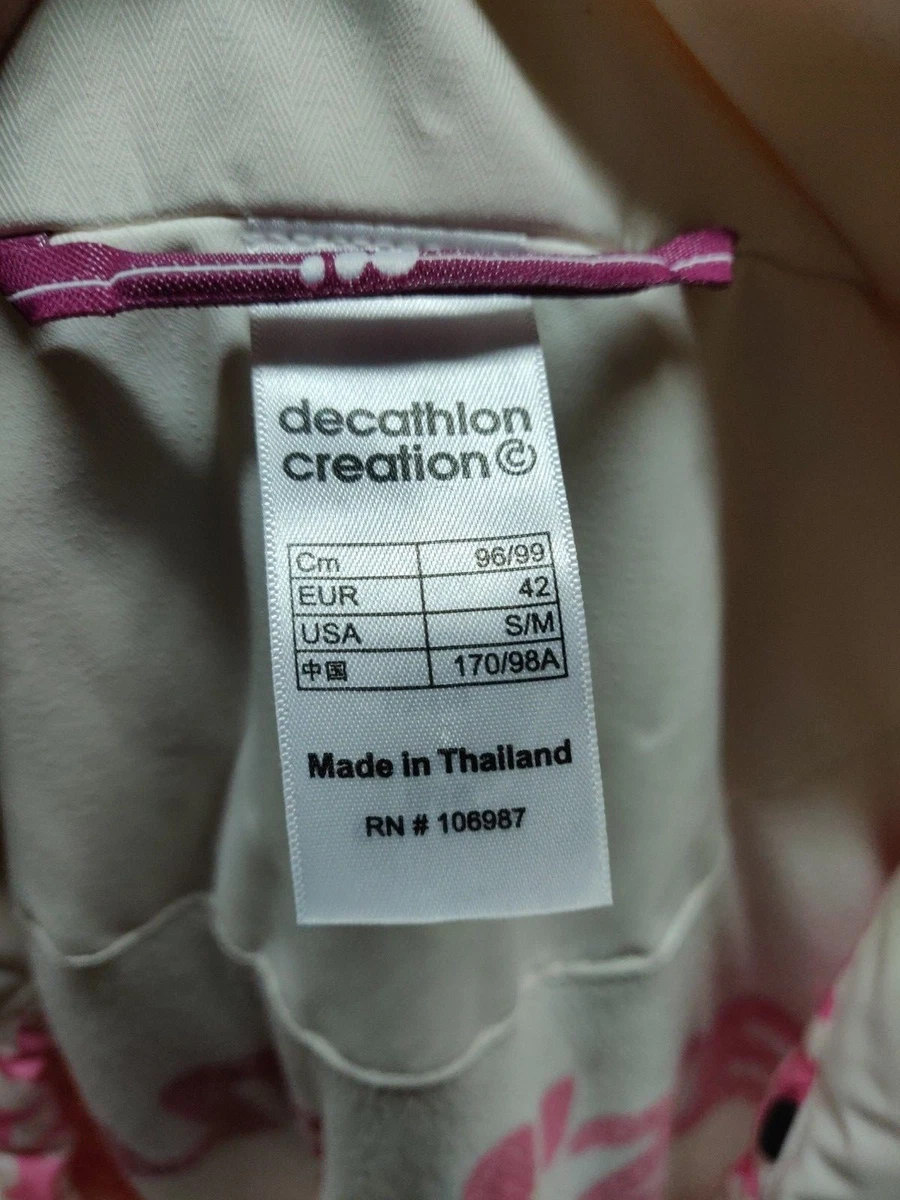 decathlon
creation©
Cm 96/99
EUR 42
USA S/M
中国 170/98A
Made in Thailand
RN # 106987